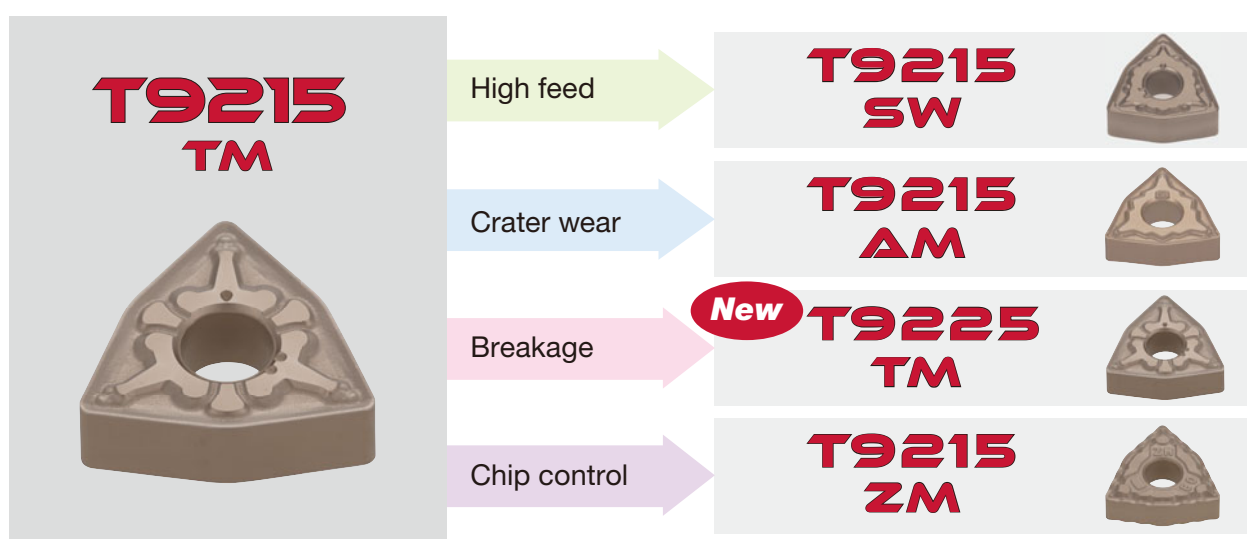 T9215
TM
High feed
T9215
SW
Crater wear
T9215
AM
Breakage
New
T9225
TM
Chip control
T9215
ZM